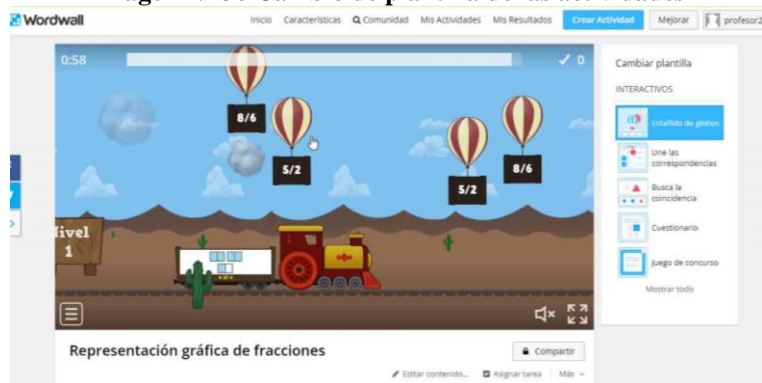 Wordwall
Inicio Características Comunidad Mis Actividades Mis Resultados Crear Actividad Mejorar profesor2
0:58
✓ 0
8/6
5/2
5/2
8/6
Nivel
1
Cambiar plantilla
INTERACTIVOS
Estallido de globos
Une las
correspondencias
Busca la
coincidencia
Cuestionario
Juego de concurso
Mostrar todo
Representación gráfica de fracciones
Compartir
Editar contenido... Asignar tarea Más